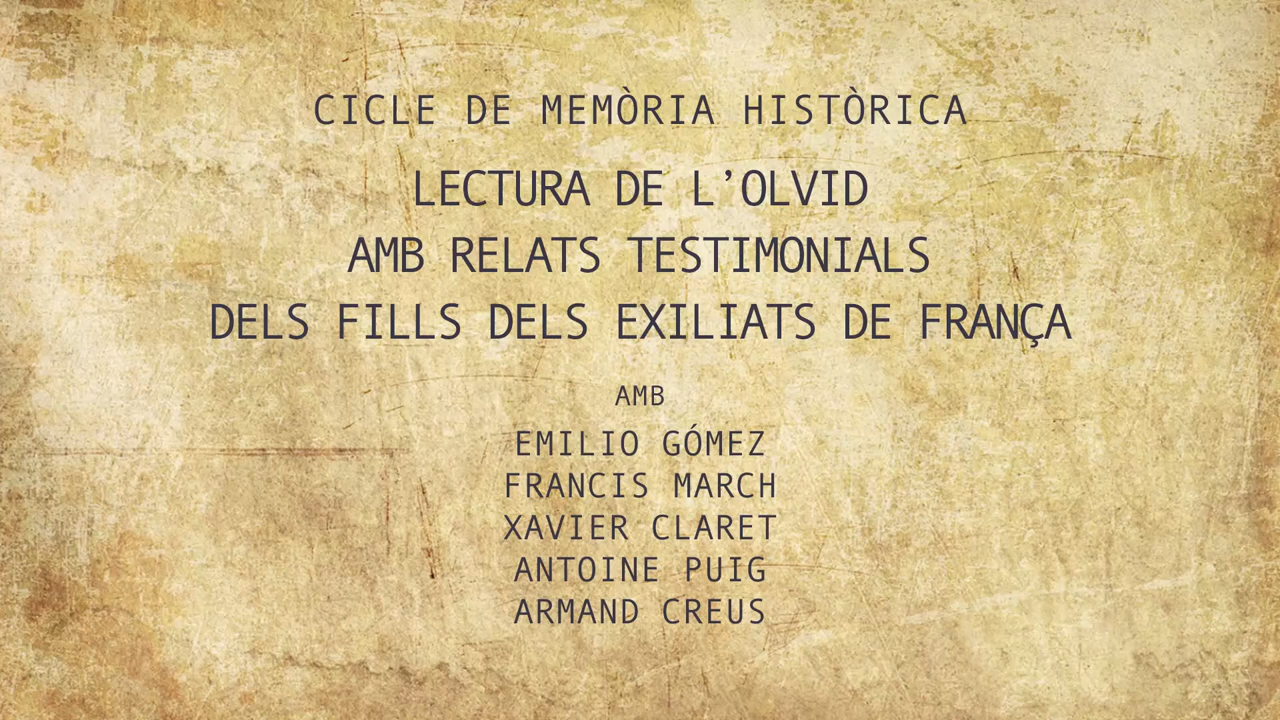 CICLE DE MEMÒRIA HISTÒRICA
LECTURA DE L'OLVID
AMB RELATS TESTIMONIALS
DELS FILLS DELS EXILIATS DE FRANÇA
AMB
EMILIO GÓMEZ
FRANCIS MARCH
XAVIER CLARET
ANTOINE PUIG
ARMAND CREUS